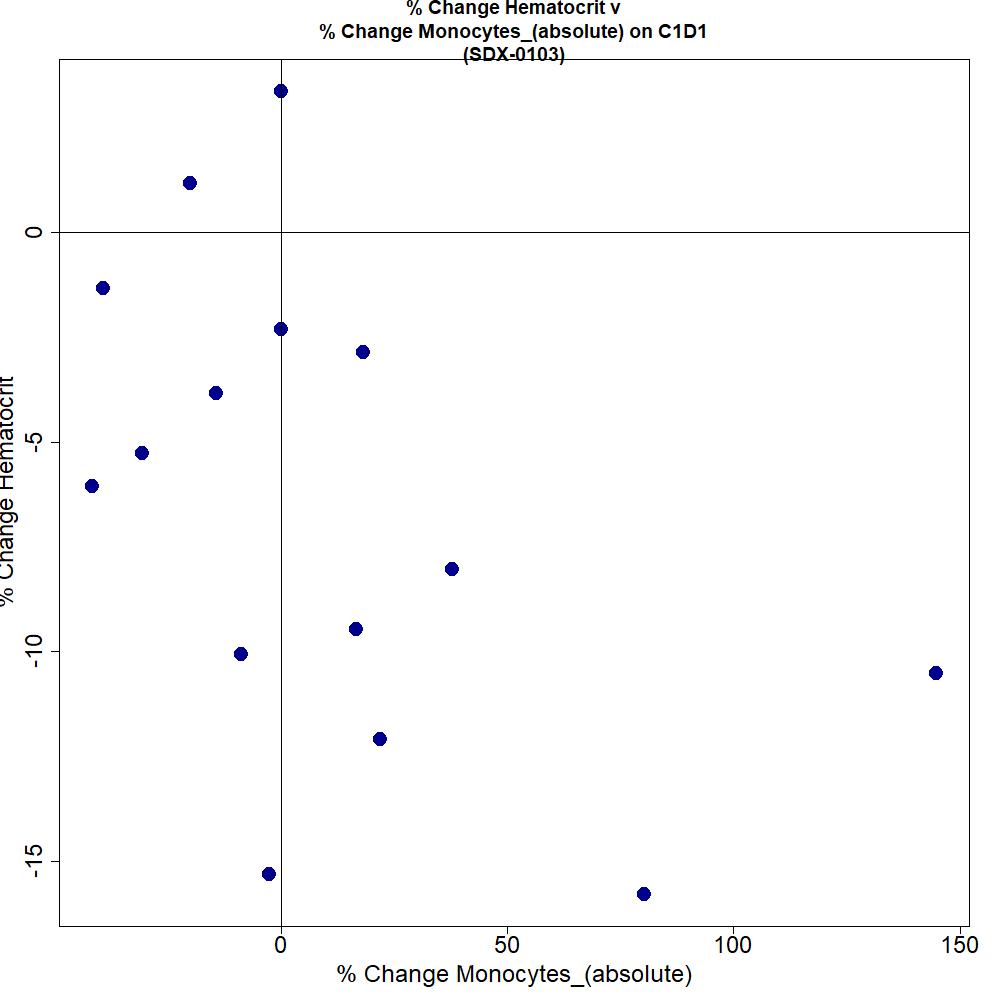 % Change Hematocrit v
% Change Monocytes_(absolute) on C1D1
(SDX-0103)
% Change Hematocrit
0
-5
-10
-15
0
50
100
150
% Change Monocytes_(absolute)